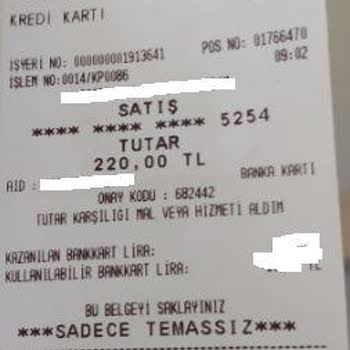 KREDİ KARTI
İŞYERİ NO: 000000001913641 POS NO: 01766470
İŞLEM NO:0014/KP0086 09:02
SATIŞ
**** **** **** 5254
TUTAR
220,00 TL
BANKA KARTI
AID :
ONAY KODU : 682442
TUTAR KARŞILIGI MAL VEYA HİZMETİ ALDIM
KAZANILAN BANKKART LİRA:
KULLANILABİLİR BANKKART LİRA: TL
BU BELGEYİ SAKLAYINIZ
***SADECE TEMASSIZ***